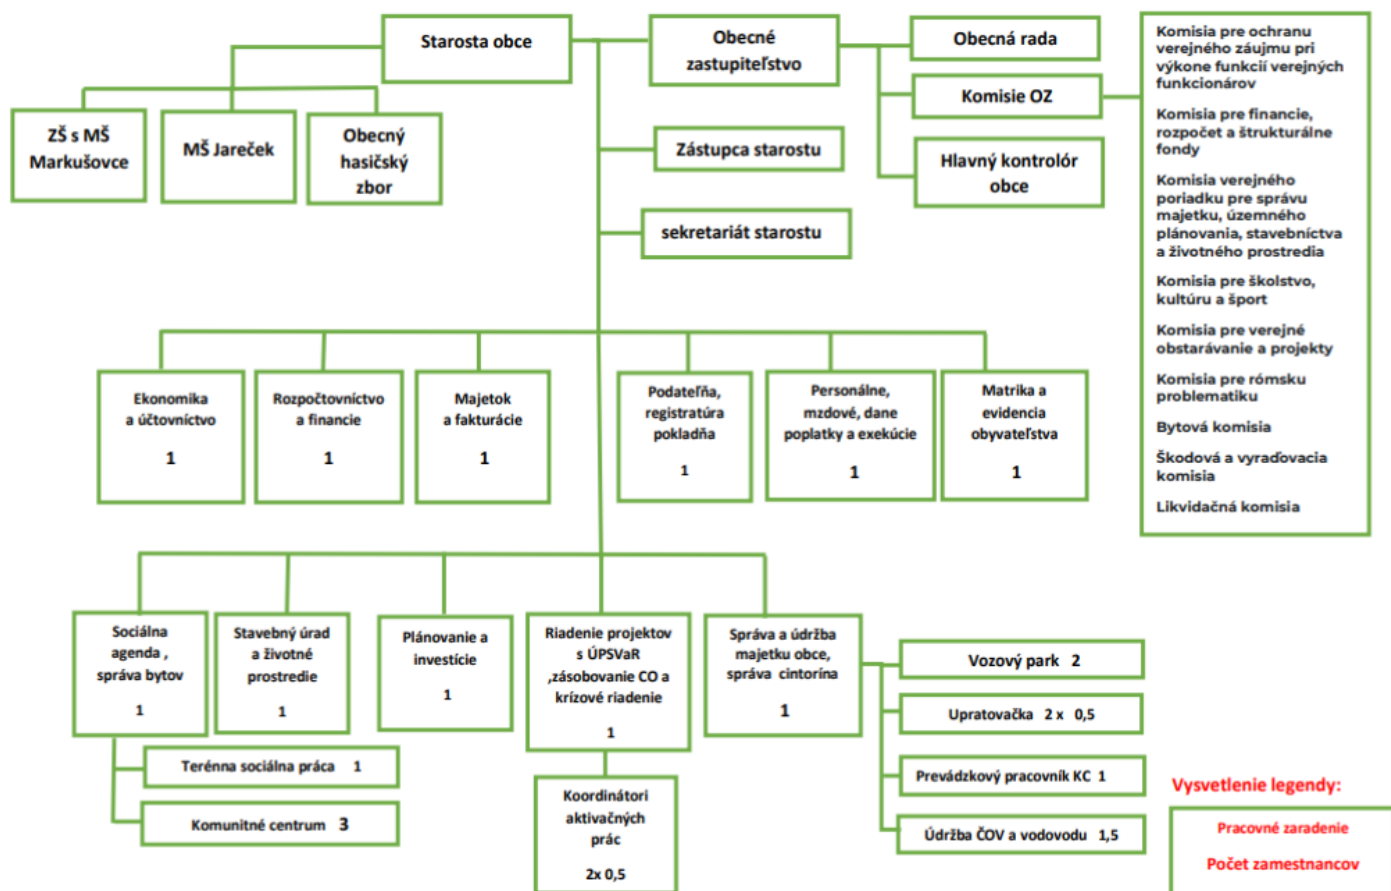 Starosta obce
Obecné
zastupiteľstvo
Obecná rada
Komisie OZ
Hlavný kontrolór
obce
Komisia pre ochranu
verejného záujmu pri
výkone funkcií verejných
funkcionárov
Komisia pre financie,
rozpočet a štrukturálne
fondy
Komisia verejného
poriadku pre správu
majetku, územného
plánovania, stavebníctva
a životného prostredia
Komisia pre školstvo,
kultúru a šport
Komisia pre verejné
obstarávanie a projekty
Komisia pre rómsku
problematiku
Bytová komisia
Škodová a vyraďovacia
komisia
Likvidačná komisia
ZŠ s MŠ
Markušovce
MŠ Jareček
Obecný
hasičský
zbor
Zástupca starostu
sekretariát starostu
Ekonomika
a účtovníctvo
1
Rozpočtovníctvo
a financie
1
Majetok
a fakturácie
1
Podateľňa,
registratúra
pokladňa
1
Personálne,
mzdové, dane
poplatky a exekúcie
1
Matrika a
evidencia
obyvateľstva
1
Sociálna
agenda ,
správa bytov
1
Stavebný úrad
a životné
prostredie
1
Plánovanie a
investície
1
Riadenie projektov
s ÚPSVaR
,zásobovanie CO a
krízové riadenie
1
Správa a údržba
majetku obce,
správa cintorína
1
Terénna sociálna práca 1
Komunitné centrum 3
Koordinátori
aktivačných
prác
2x 0,5
Vozový park 2
Upratovačka 2 x 0,5
Prevádzkový pracovník KC 1
Údržba ČOV a vodovodu 1,5
Vysvetlenie legendy:
Pracovné zaradenie
Počet zamestnancov